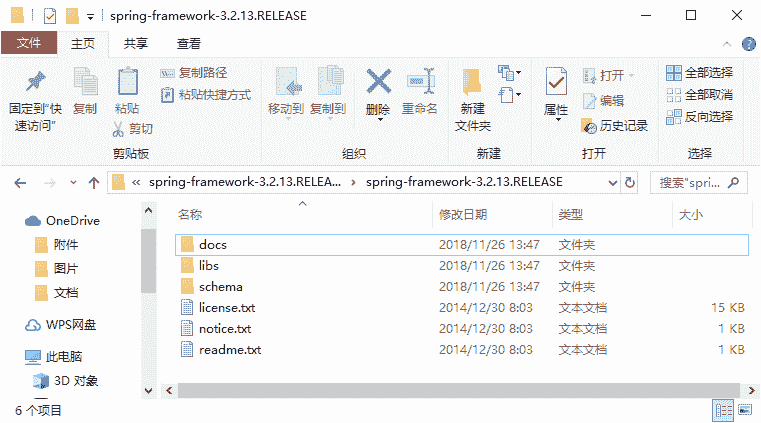 spring-framework-3.2.13.RELEASE
文件 主页 共享 查看
固定到"快速访问" 复制 粘贴 复制路径 粘贴快捷方式 剪切 移动到 复制到 删除 重命名 新建文件夹 属性 打开 编辑 历史记录 全部选择 全部取消 反向选择
剪贴板 组织 新建 打开 选择
« spring-framework-3.2.13.RELEA... › spring-framework-3.2.13.RELEASE 搜索"spri...
名称 修改日期 类型 大小
OneDrive
附件
图片
文档
WPS网盘
此电脑
3D 对象
docs 2018/11/26 13:47 文件夹
libs 2018/11/26 13:47 文件夹
schema 2018/11/26 13:47 文件夹
license.txt 2014/12/30 8:03 文本文档 15 KB
notice.txt 2014/12/30 8:03 文本文档 1 KB
readme.txt 2014/12/30 8:03 文本文档 1 KB
6 个项目